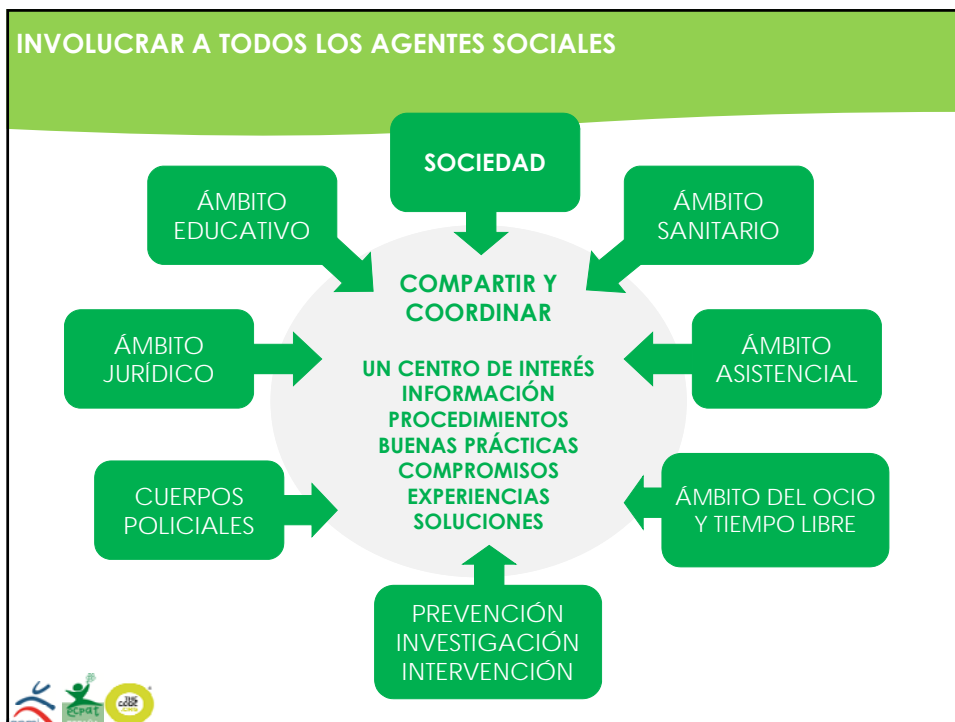 INVOLUCRAR A TODOS LOS AGENTES SOCIALES
SOCIEDAD
ÁMBITO
EDUCATIVO
ÁMBITO
SANITARIO
COMPARTIR Y
COORDINAR
ÁMBITO
JURÍDICO
ÁMBITO
ASISTENCIAL
UN CENTRO DE INTERÉS
INFORMACIÓN
PROCEDIMIENTOS
BUENAS PRÁCTICAS
COMPROMISOS
EXPERIENCIAS
SOLUCIONES
CUERPOS
POLICIALES
ÁMBITO DEL OCIO
Y TIEMPO LIBRE
PREVENCIÓN
INVESTIGACIÓN
INTERVENCIÓN
ecpat
THE
CODE